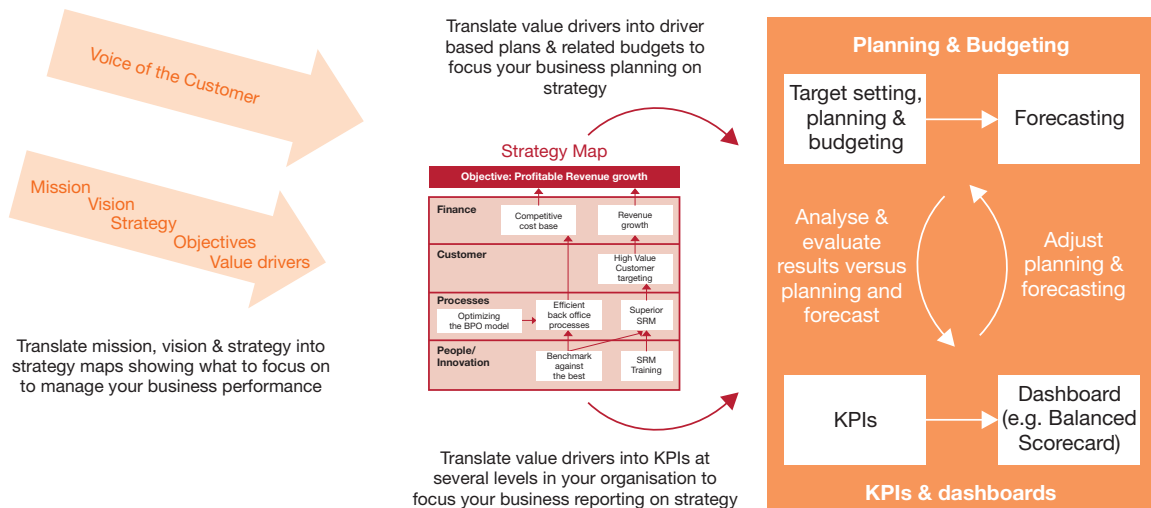 Voice of the Customer
Mission
Vision
Strategy
Objectives
Value drivers
Translate mission, vision & strategy into
strategy maps showing what to focus on
to manage your business performance
Translate value drivers into driver
based plans & related budgets to
focus your business planning on
strategy
Strategy Map
Objective: Profitable Revenue growth
Finance
Competitive
cost base
Revenue
growth
Customer
High Value
Customer
targeting
Processes
Optimizing
the BPO model
Efficient
back office
processes
Superior
SRM
People/
Innovation
Benchmark
against
the best
SRM
Training
Translate value drivers into KPIs at
several levels in your organisation to
focus your business reporting on strategy
Planning & Budgeting
Target setting,
planning &
budgeting
Forecasting
Analyse &
evaluate
results versus
planning and
forecast
Adjust
planning &
forecasting
KPIs
Dashboard
(e.g. Balanced
Scorecard)
KPIs & dashboards